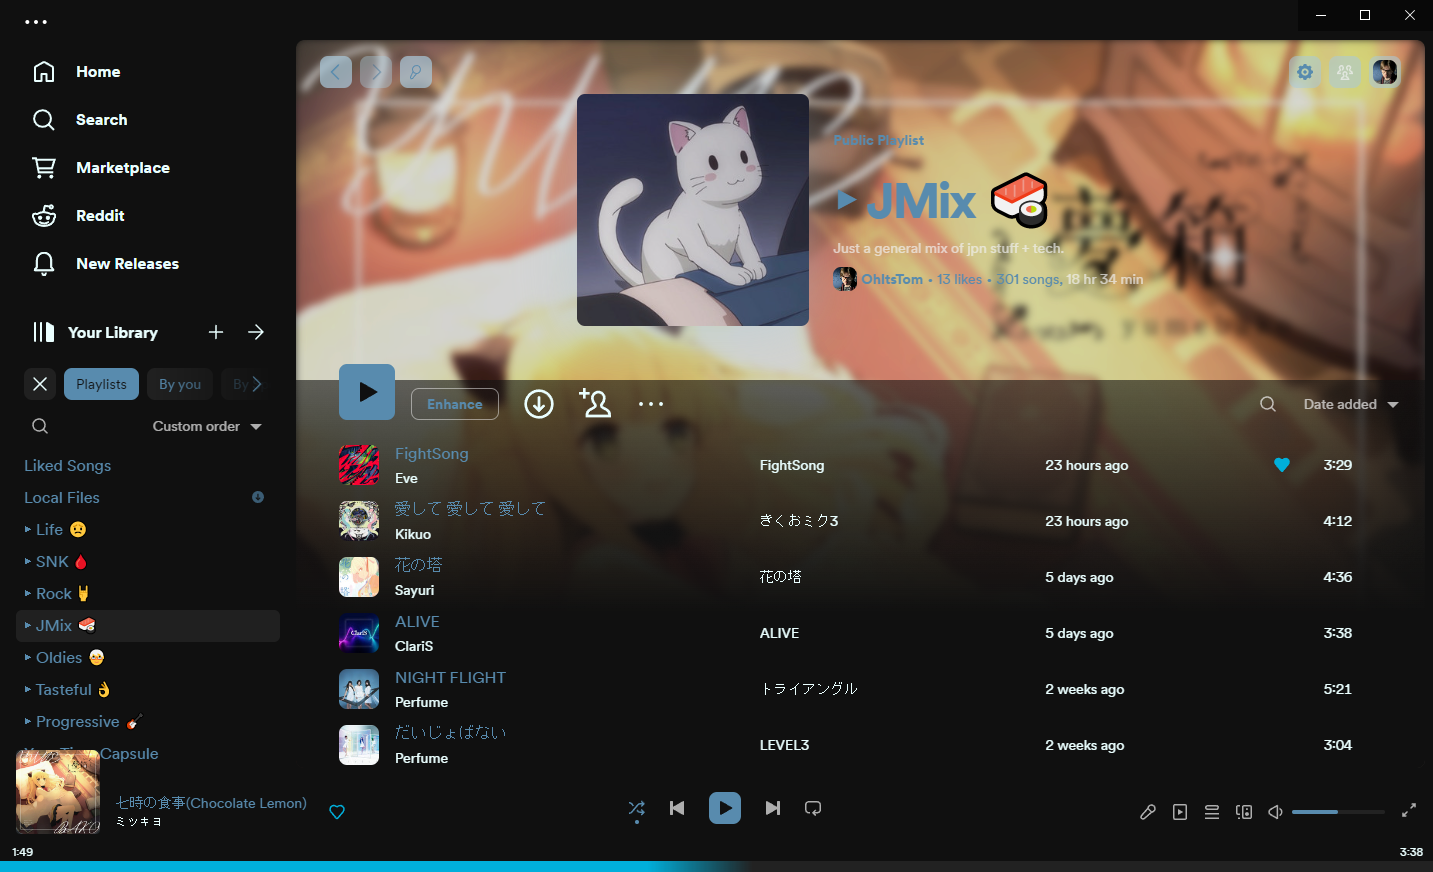 Home
Search
Marketplace
Reddit
New Releases
Your Library
Playlists
By you
By
Custom order
Liked Songs
Local Files
Life
SNK
Rock
JMix
Oldies
Tasteful
Progressive
Capsule
Public Playlist
JMix
Just a general mix of jpn stuff + tech.
OhItsTom • 13 likes • 301 songs, 18 hr 34 min
Enhance
Date added
FightSong
Eve
FightSong
23 hours ago
3:29
愛して 愛して 愛して
Kikuo
きくおミク3
23 hours ago
4:12
花の塔
Sayuri
花の塔
5 days ago
4:36
ClariS
ALIVE
ClariS
ALIVE
5 days ago
3:38
NIGHT FLIGHT
Perfume
トライアングル
2 weeks ago
5:21
だいじょばない
Perfume
LEVEL3
2 weeks ago
3:04
七時の食事(Chocolate Lemon)
ミツキヨ
1:49
3:38